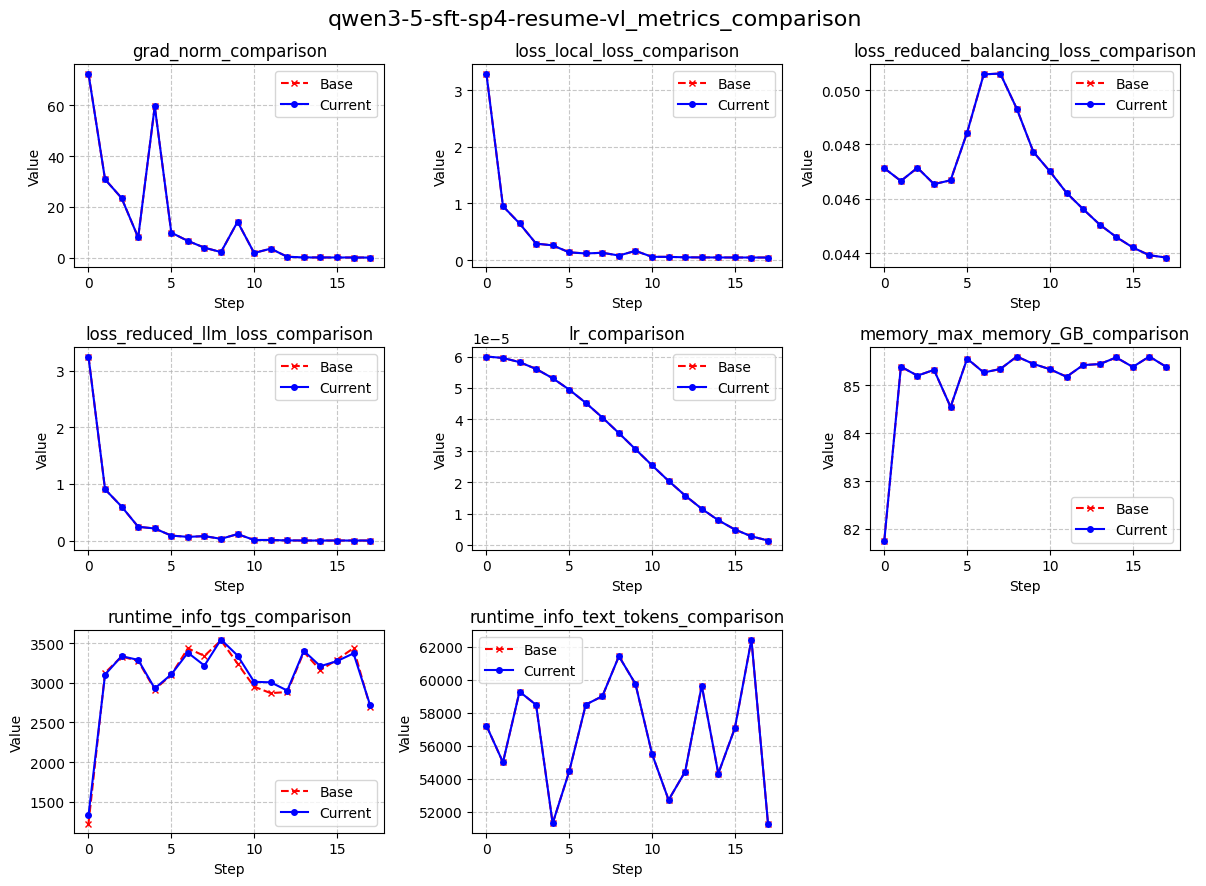 qwen3-5-sft-sp4-resume-vl_metrics_comparison
grad_norm_comparison
60
40
20
0
Value
0 5 10 15
Step
Base
Current
loss_local_loss_comparison
3
2
1
0
Value
0 5 10 15
Step
Base
Current
loss_reduced_balancing_loss_comparison
0.050
0.048
0.046
0.044
Value
0 5 10 15
Step
Base
Current
loss_reduced_llm_loss_comparison
3
2
1
0
Value
0 5 10 15
Step
Base
Current
lr_comparison
1e−5
6
5
4
3
2
1
0
Value
0 5 10 15
Step
Base
Current
memory_max_memory_GB_comparison
85
84
83
82
Value
0 5 10 15
Step
Base
Current
runtime_info_tgs_comparison
3500
3000
2500
2000
1500
Value
0 5 10 15
Step
Base
Current
runtime_info_text_tokens_comparison
62000
60000
58000
56000
54000
52000
Value
0 5 10 15
Step
Base
Current